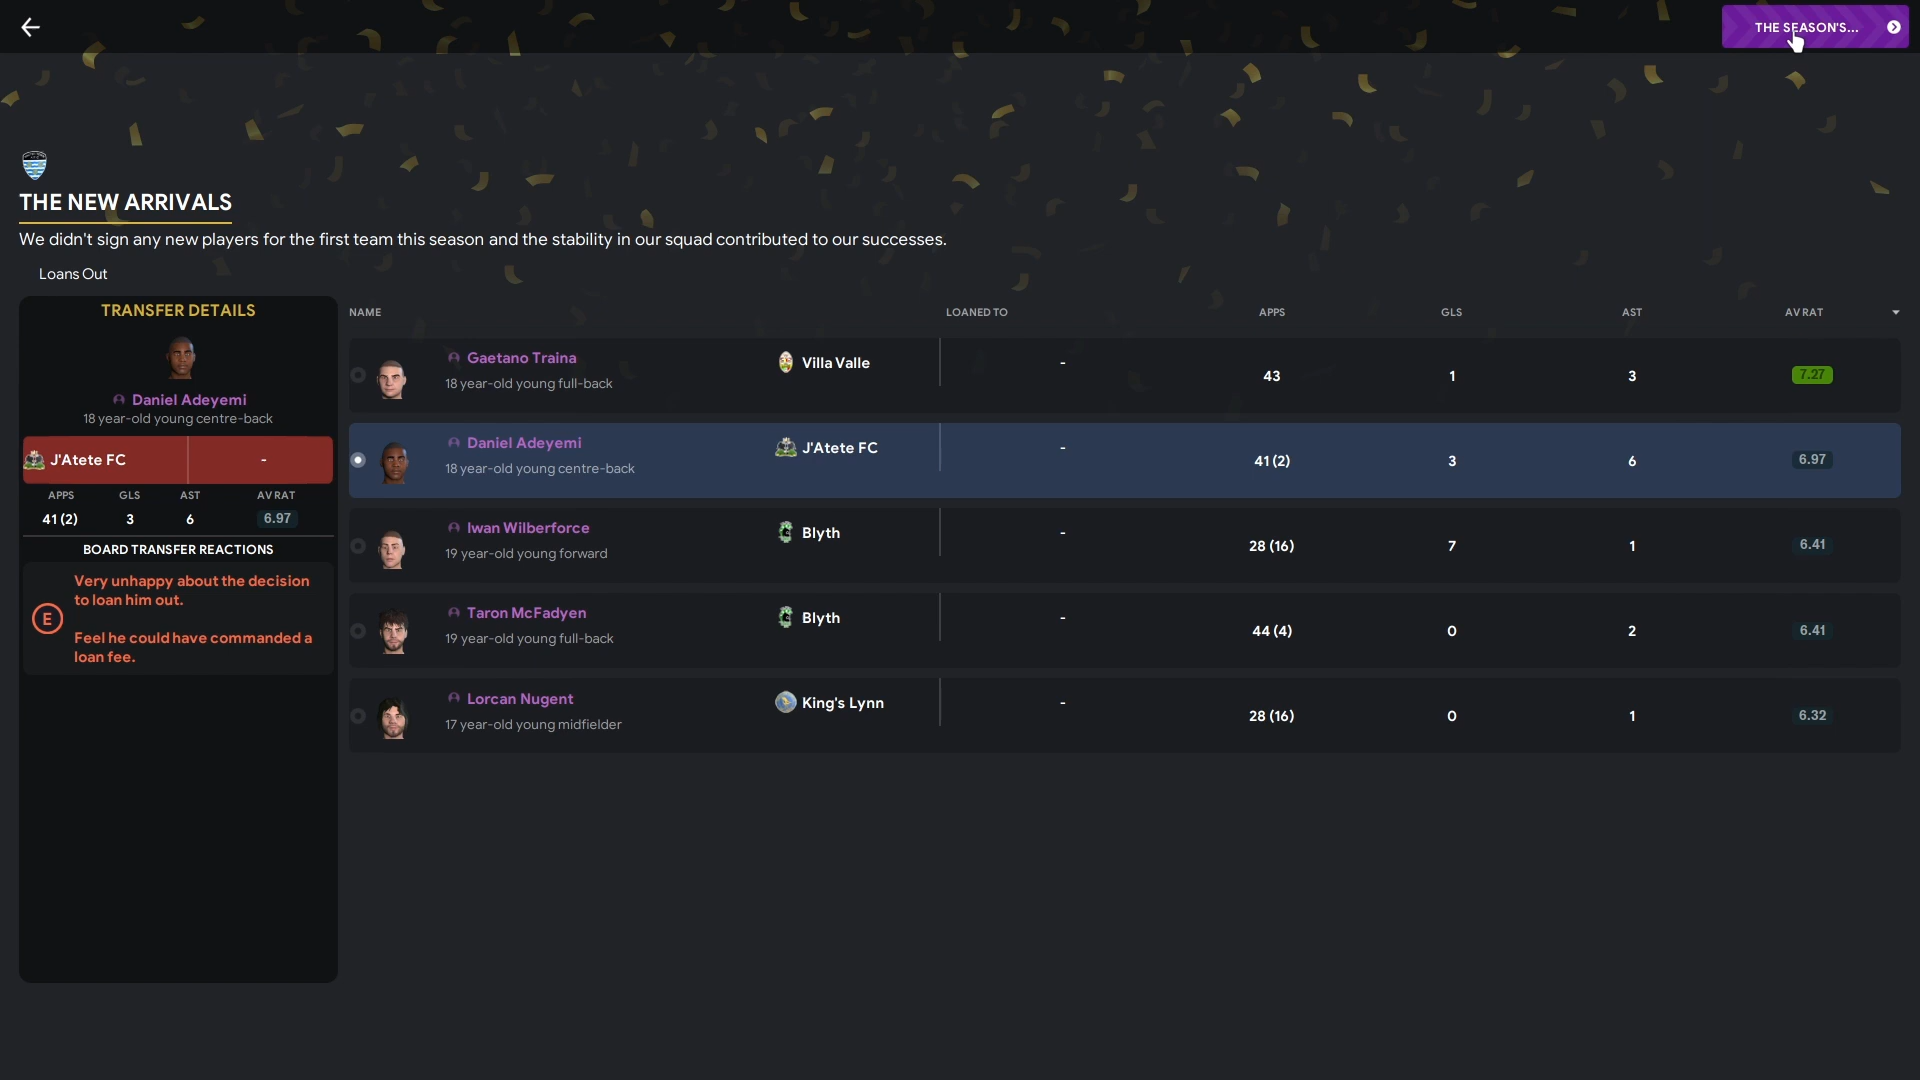 THE SEASON'S...
THE NEW ARRIVALS
We didn't sign any new players for the first team this season and the stability in our squad contributed to our successes.
Loans Out
TRANSFER DETAILS
Daniel Adeyemi
18 year-old young centre-back
J'Atete FC -
APPS GLS AST AV RAT
41 (2) 3 6 6.97
BOARD TRANSFER REACTIONS
E
Very unhappy about the decision
to loan him out.
Feel he could have commanded a
loan fee.
NAME LOANED TO APPS GLS AST AV RAT
Gaetano Traina Villa Valle - 43 1 3 7.27
18 year-old young full-back
Daniel Adeyemi J'Atete FC - 41 (2) 3 6 6.97
18 year-old young centre-back
Iwan Wilberforce Blyth - 28 (16) 7 1 6.41
19 year-old young forward
Taron McFadyen Blyth - 44 (4) 0 2 6.41
19 year-old young full-back
Lorcan Nugent King's Lynn - 28 (16) 0 1 6.32
17 year-old young midfielder